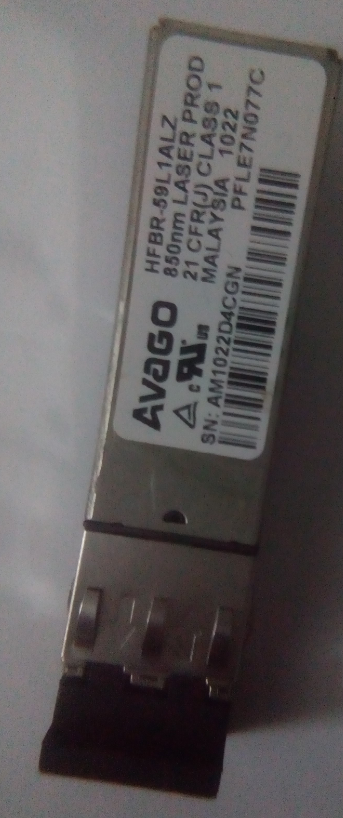 AVAGO
HFBR-59L1ALZ
850nm LASER PROD
21 CFR(J) CLASS 1
MALAYSIA 1022
PFLE7N077C
SN: AM1022D4CGN